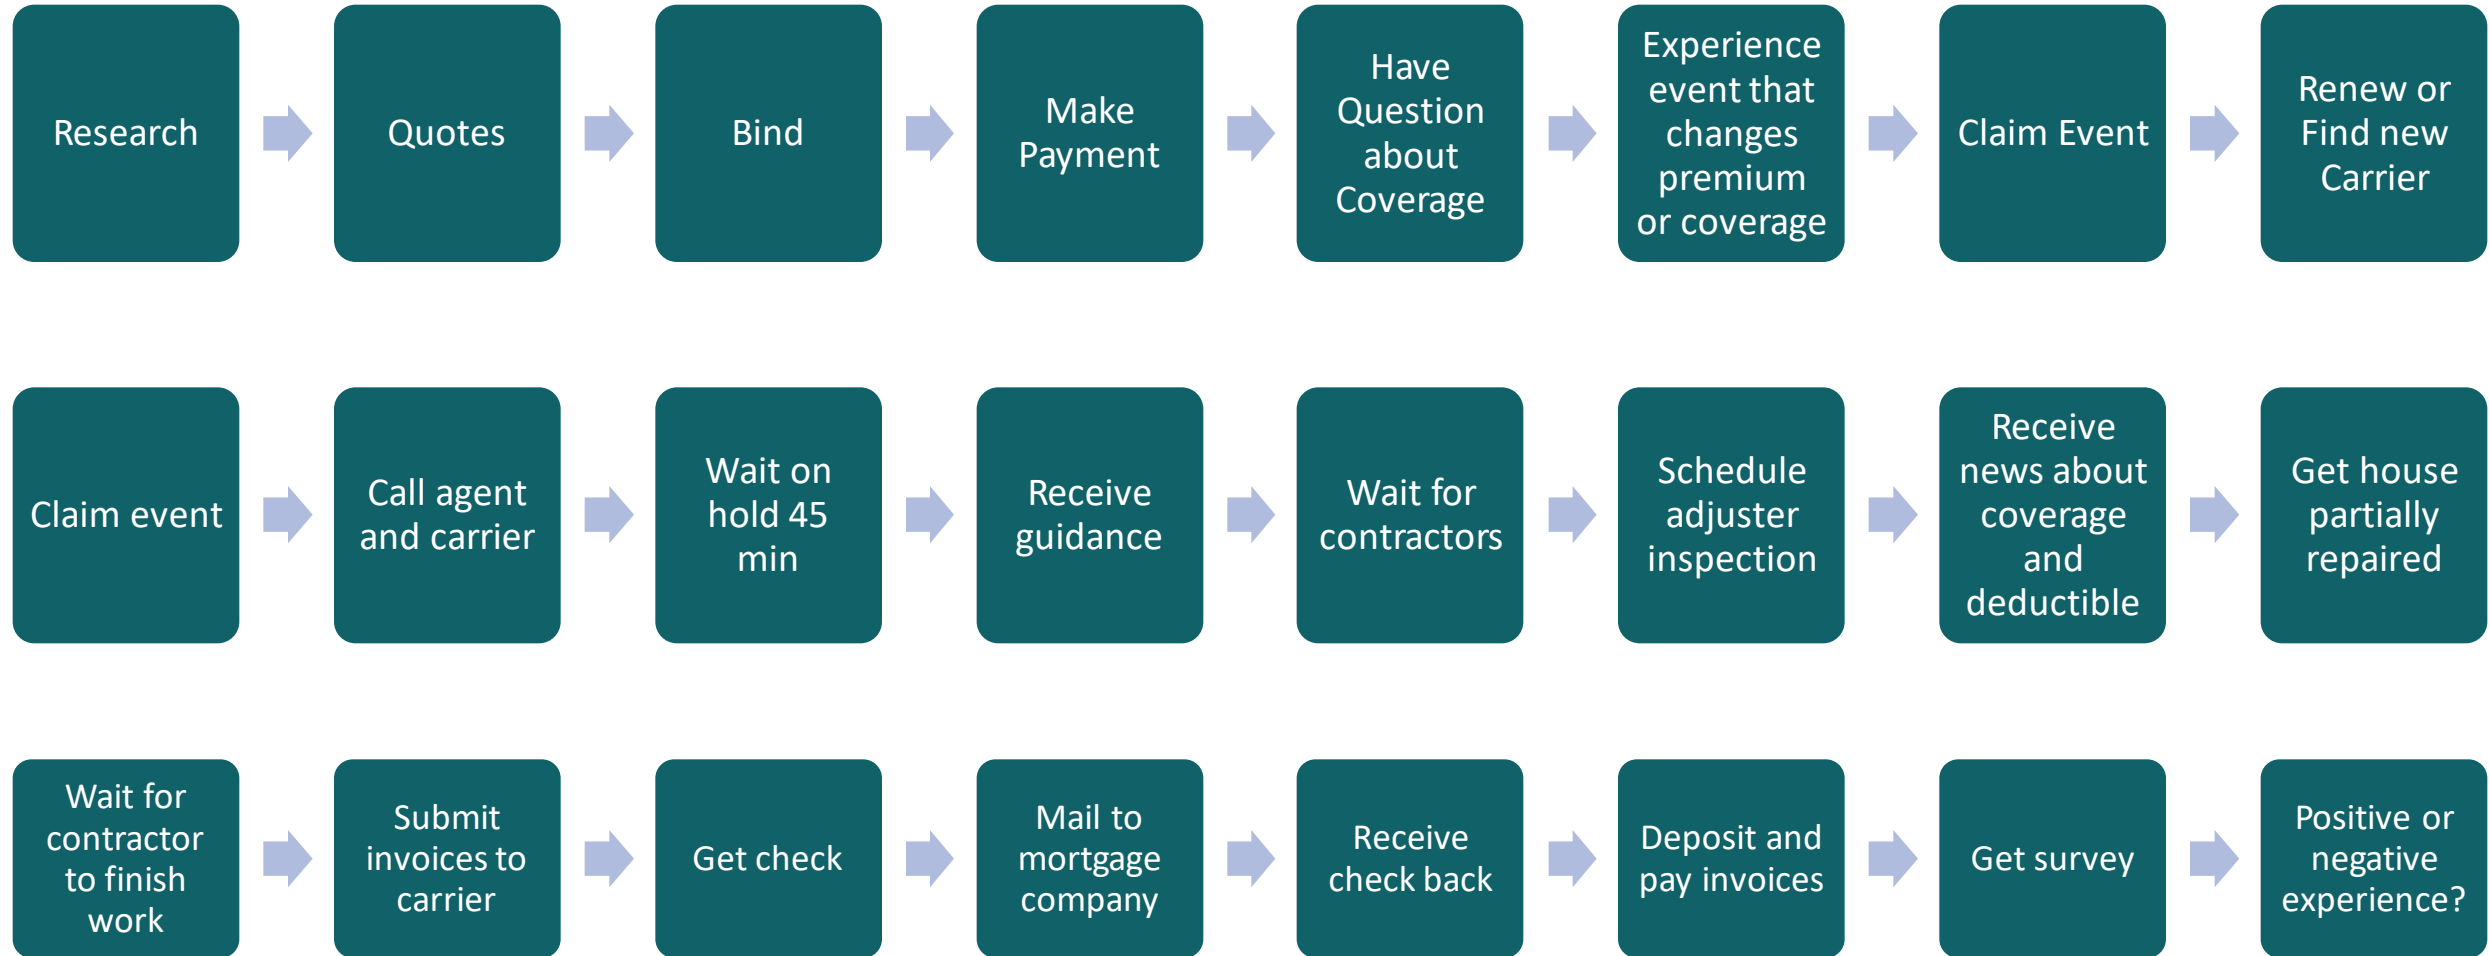 Research
Quotes
Bind
Make
Payment
Have
Question
about
Coverage
Experience
event that
changes
premium
or coverage
Claim Event
Renew or
Find new
Carrier
Claim event
Call agent
and carrier
Wait on
hold 45
min
Receive
guidance
Wait for
contractors
Schedule
adjuster
inspection
Receive
news about
coverage
and
deductible
Get house
partially
repaired
Wait for
contractor
to finish
work
Submit
invoices to
carrier
Get check
Mail to
mortgage
company
Receive
check back
Deposit and
pay invoices
Get survey
Positive or
negative
experience?